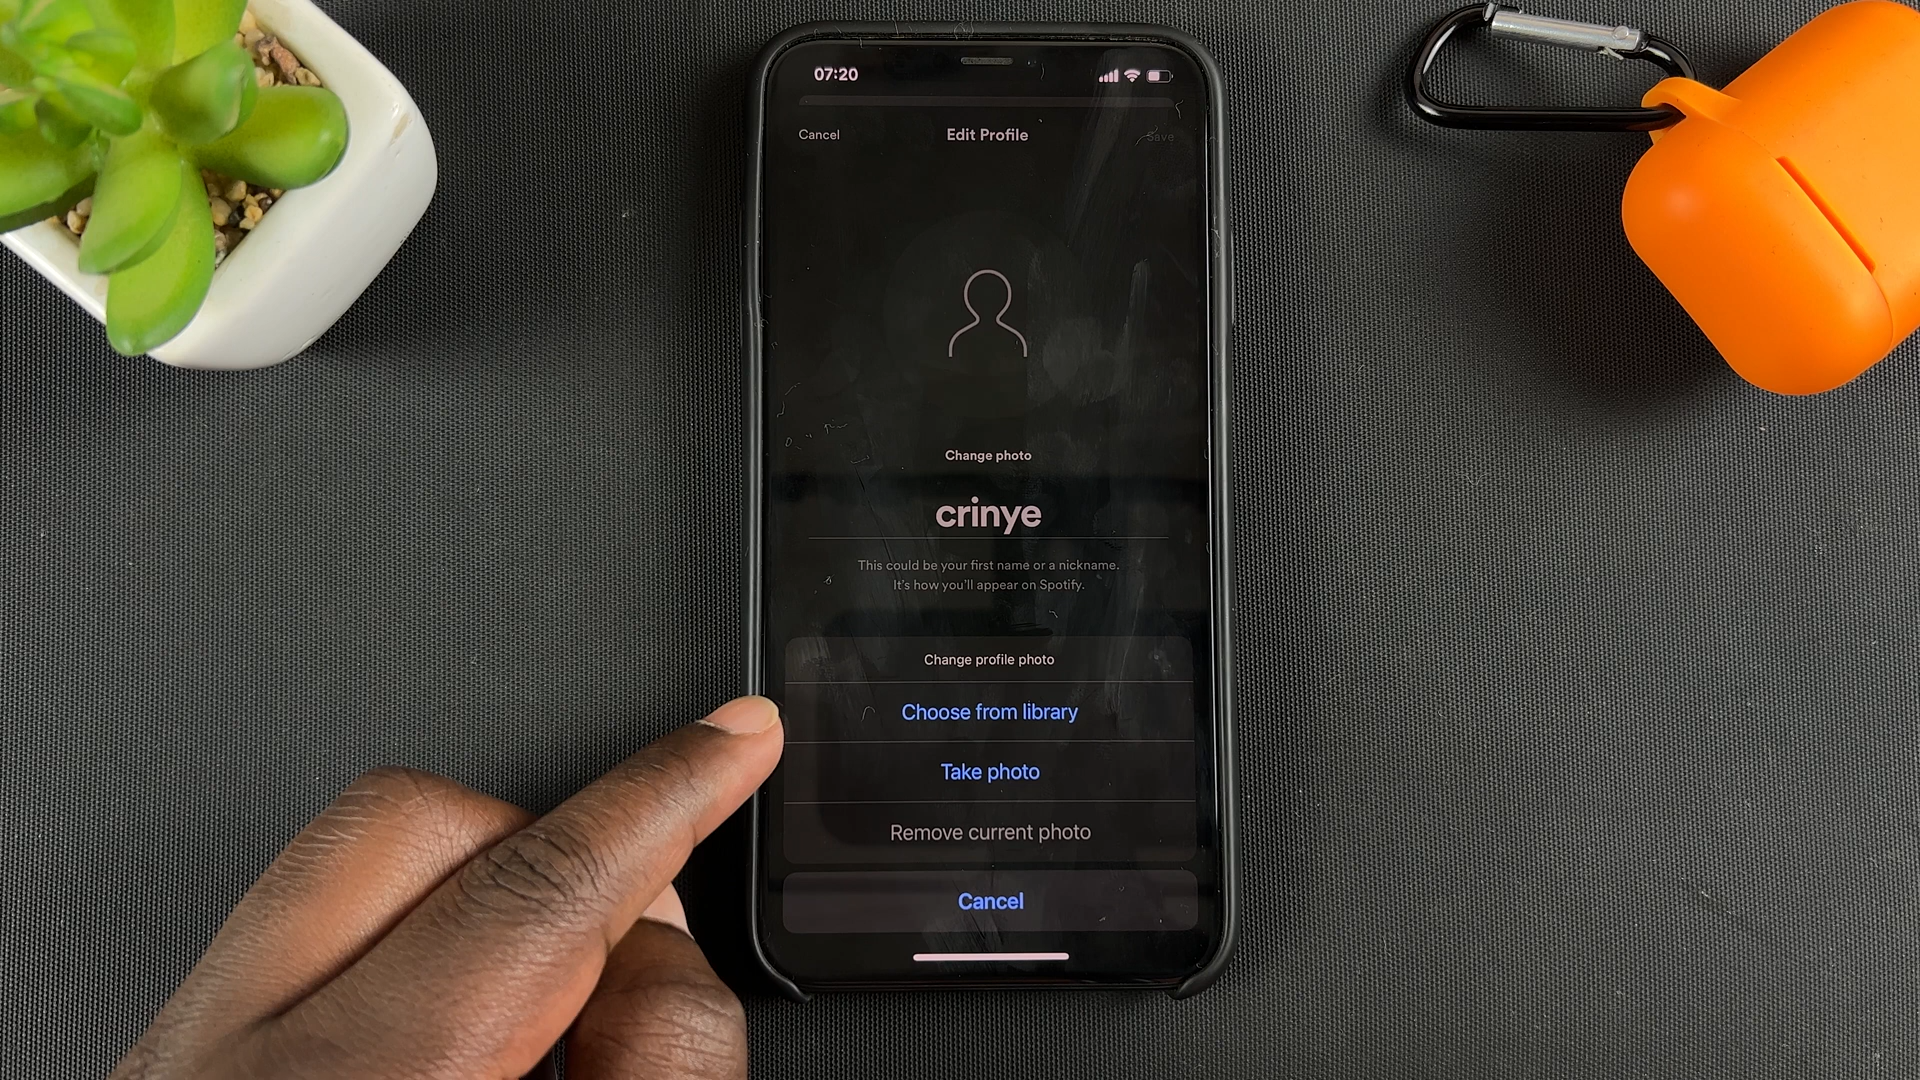 07:20
Cancel
Edit Profile
Save
Change photo
crinye
This could be your first name or a nickname.
It's how you'll appear on Spotify.
Change profile photo
Choose from library
Take photo
Remove current photo
Cancel